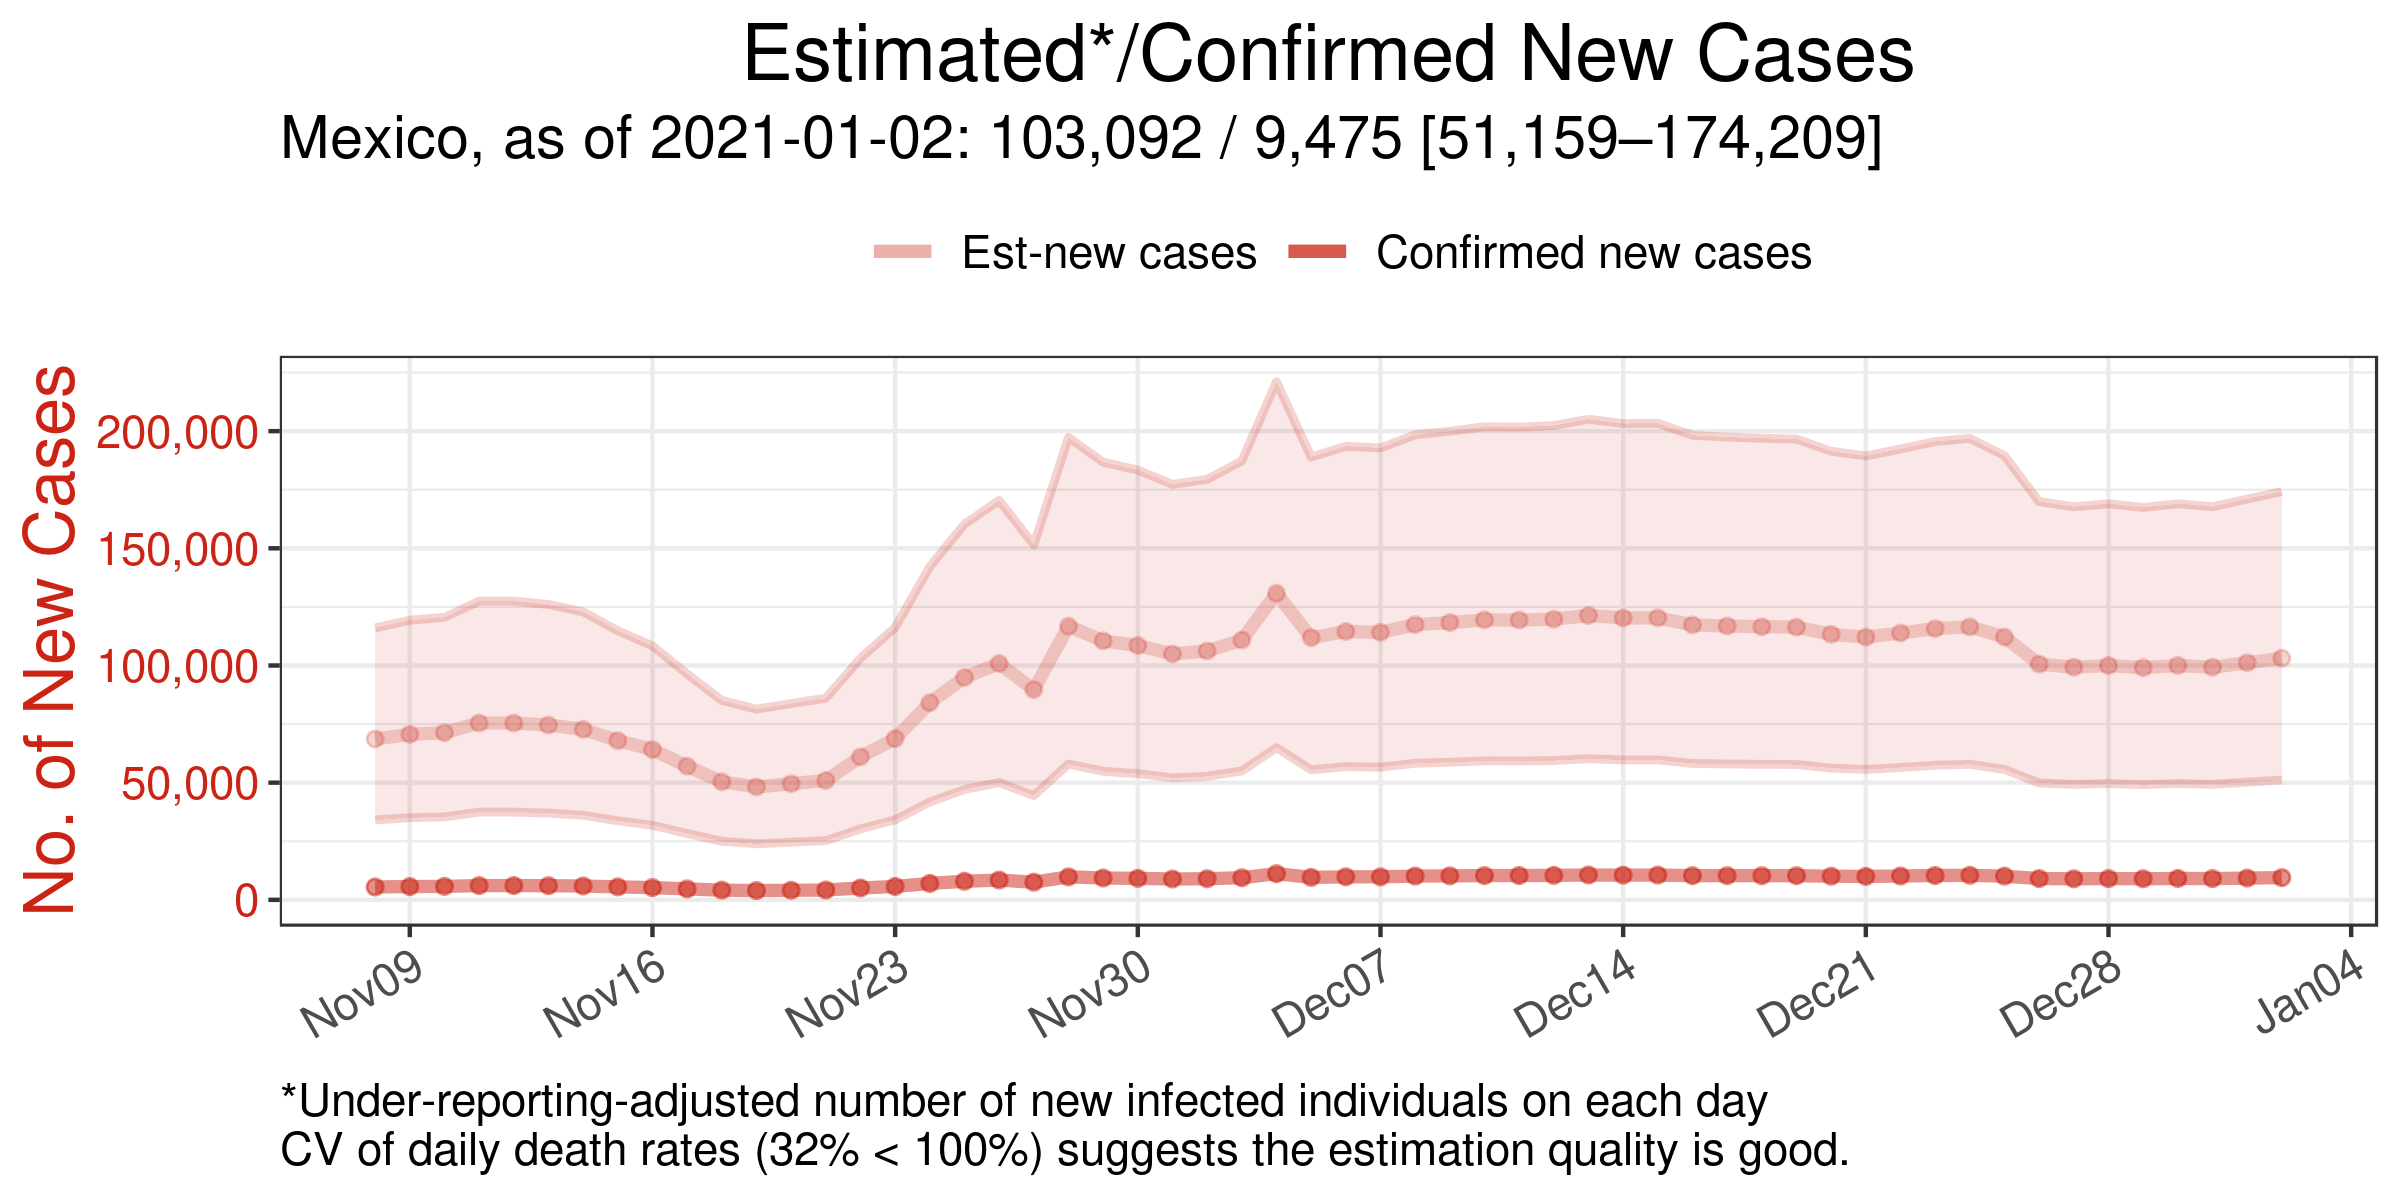 Estimated*/Confirmed New Cases
Mexico, as of 2021-01-02: 103,092 / 9,475 [51,159–174,209]
Est-new cases
Confirmed new cases
No. of New Cases
200,000
150,000
100,000
50,000
0
Nov09
Nov16
Nov23
Nov30
Dec07
Dec14
Dec21
Dec28
Jan04
*Under-reporting-adjusted number of new infected individuals on each day
CV of daily death rates (32% < 100%) suggests the estimation quality is good.